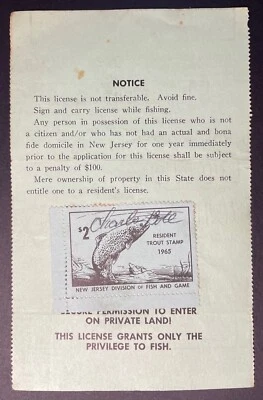 NOTICE
This license is not transferable. Avoid fine.
Sign and carry license while fishing.
Any person in possession of this license who is not
a citizen and/or who has not had an actual and bona
fide domicile in New Jersey for one year immediately
prior to the application for this license shall be subject
to a penalty of $100.
Mere ownership of property in this State does not
entitle one to a resident's license.
$2
RESIDENT
TROUT STAMP
1965
NEW JERSEY DIVISION OF FISH AND GAME
SECURE PERMISSION TO ENTER
ON PRIVATE LAND!
THIS LICENSE GRANTS ONLY THE
PRIVILEGE TO FISH.